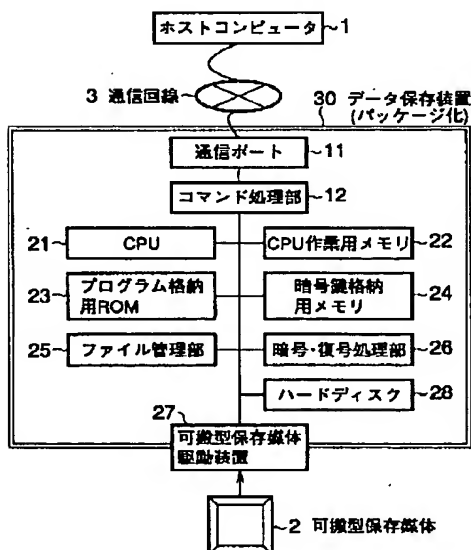 ホストコンピュータ 1
3 通信回線
30 データ保存装置
(パッケージ化)
通信ポート 11
コマンド処理部 12
21 CPU
CPU作業用メモリ 22
23 プログラム格納
用ROM
暗号鍵格納
用メモリ 24
25 ファイル管理部
暗号・復号処理部 26
ハードディスク 28
27
可搬型保存媒体
駆動装置
2 可搬型保存媒体